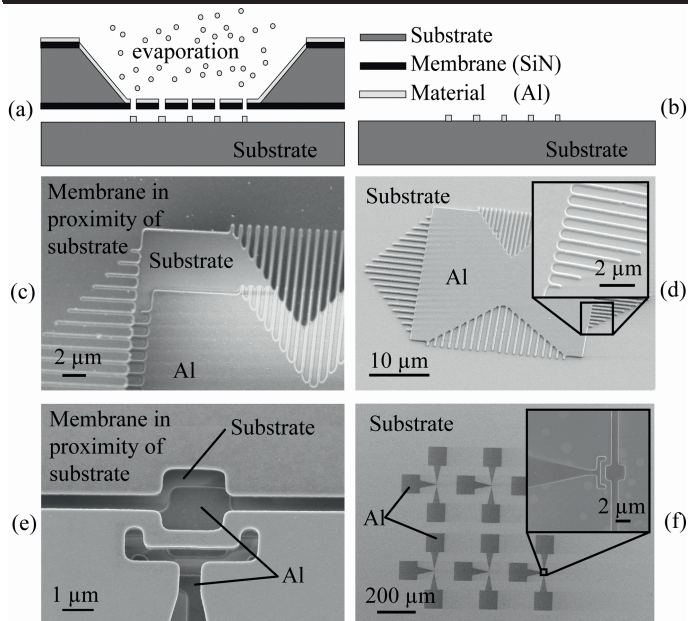 evaporation
Substrate
(a)
Substrate
Membrane (SiN)
Material (Al)
(b)
Substrate
Membrane in
proximity of
substrate
Substrate
(c)
2 µm
Al
Substrate
Al
2 µm
(d)
10 µm
Membrane in
proximity of
substrate
Substrate
(e)
Al
1 µm
Substrate
Al
2 µm
(f)
200 µm